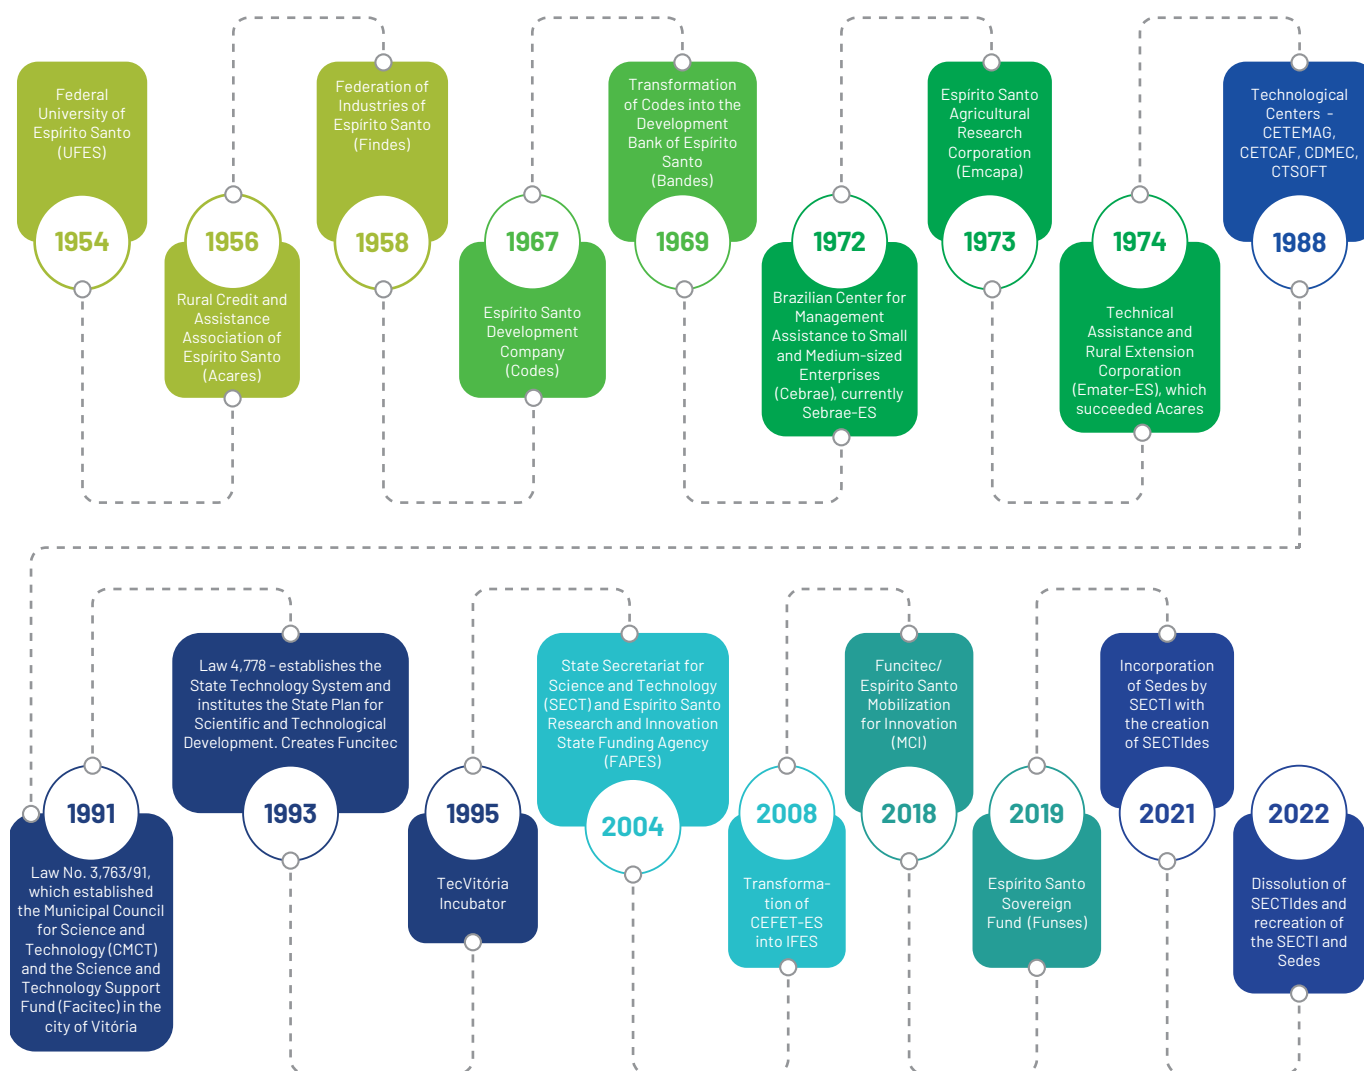 Federal
University of
Espírito Santo
(UFES)
1954
1956
Rural Credit and
Assistance
Association of
Espírito Santo
(Acares)
Federation of
Industries of
Espírito Santo
(Findes)
1958
1967
Espírito Santo
Development
Company
(Codes)
Transformation
of Codes into the
Development
Bank of Espírito
Santo
(Bandes)
1969
1972
Brazilian Center for
Management
Assistance to Small
and Medium-sized
Enterprises
(Cebrae), currently
Sebrae-ES
Espírito Santo
Agricultural
Research
Corporation
(Emcapa)
1973
1974
Technical
Assistance and
Rural Extension
Corporation
(Emater-ES), which
succeeded Acares
Technological
Centers -
CETEMAG,
CETCAF, CDMEC,
CTSOFT
1988
1991
Law No. 3,763/91,
which established
the Municipal Council
for Science and
Technology (CMCT)
and the Science and
Technology Support
Fund (Facitec) in the
city of Vitória
Law 4,778 - establishes the
State Technology System and
institutes the State Plan for
Scientific and Technological
Development. Creates Funcitec
1993
1995
TecVitória
Incubator
State Secretariat for
Science and Technology
(SECT) and Espírito Santo
Research and Innovation
State Funding Agency
(FAPES)
2004
2008
Transforma-
tion of
CEFET-ES
into IFES
Funcitec/
Espírito Santo
Mobilization
for Innovation
(MCI)
2018
2019
Espírito Santo
Sovereign
Fund (Funses)
Incorporation
of Sedes by
SECTI with
the creation
of SECTIdes
2021
2022
Dissolution of
SECTIdes and
recreation of
the SECTI and
Sedes